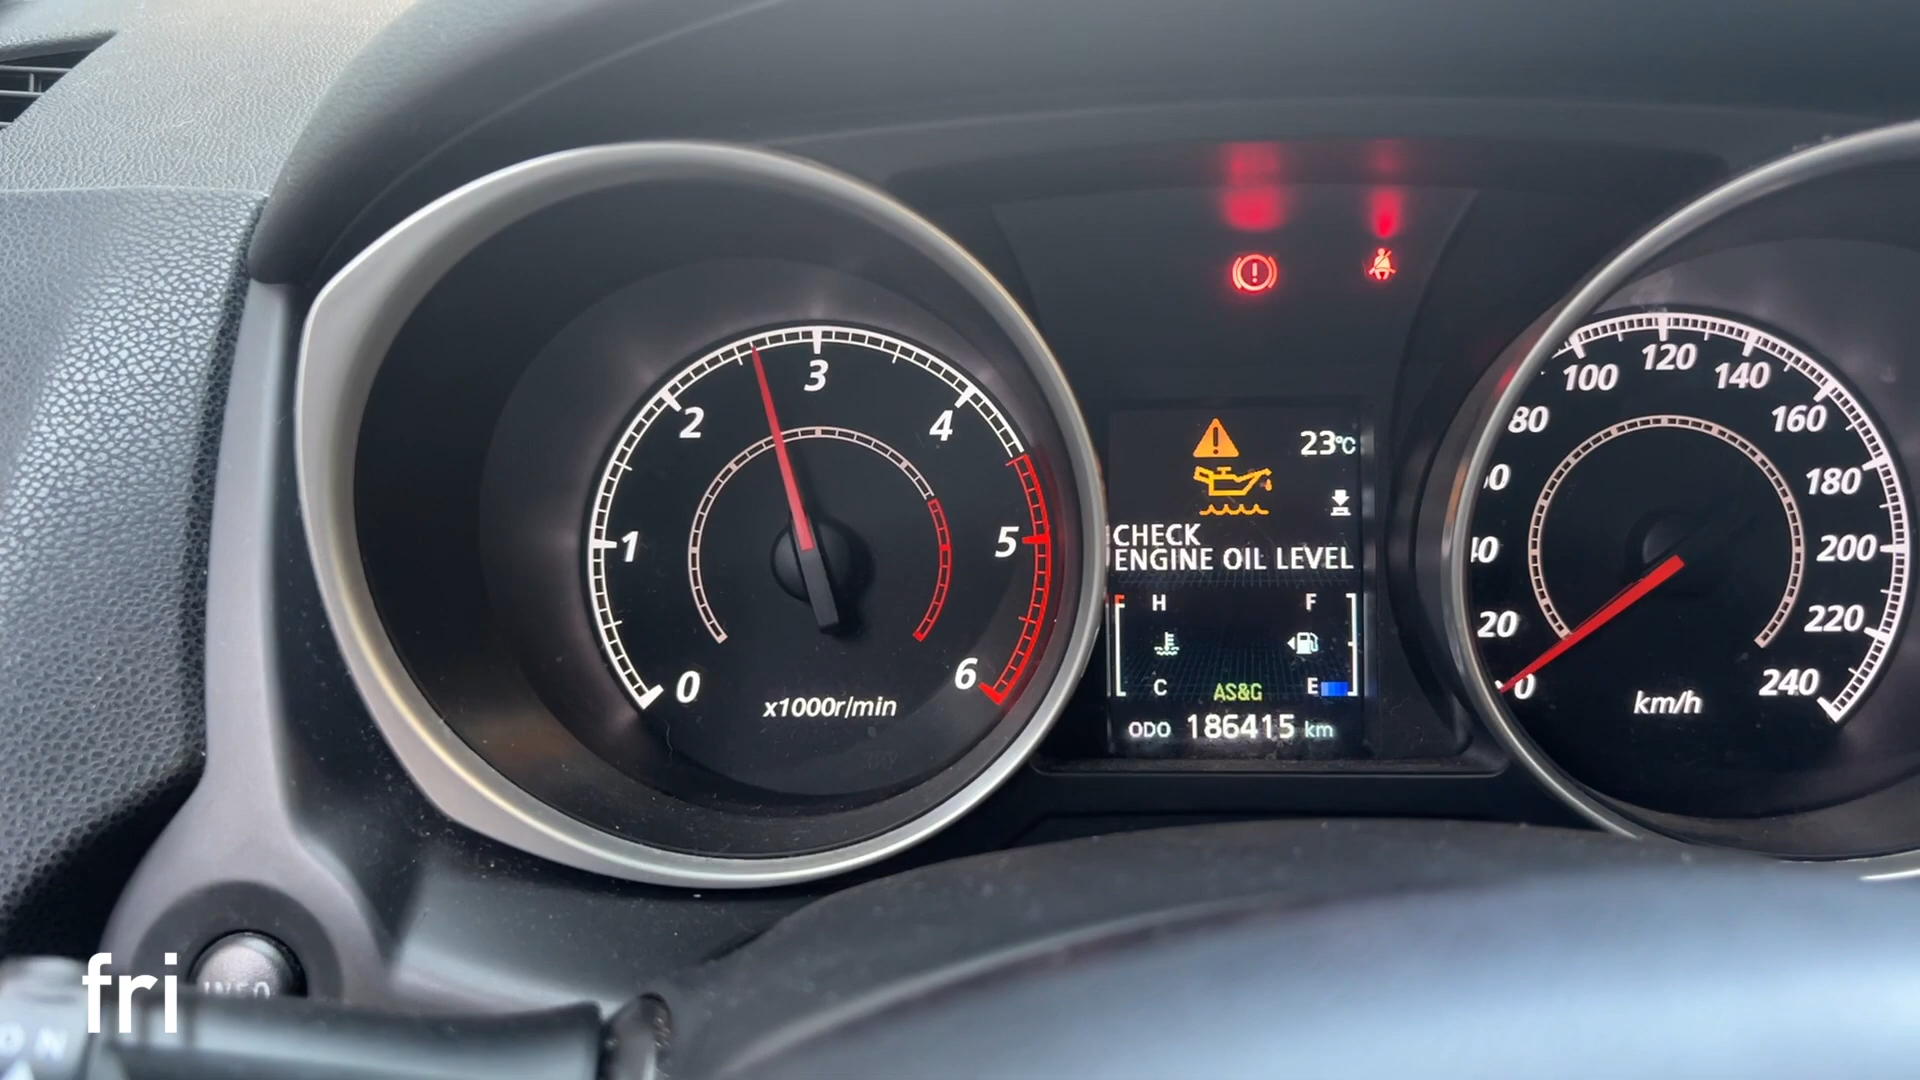 1
2
3
4
5
6
0
x1000r/min
23℃
CHECK
ENGINE OIL LEVEL
H F
C AS&G E
ODO 186415 km
0
20
80
100
120
140
160
180
200
220
240
km/h
INFO
fri